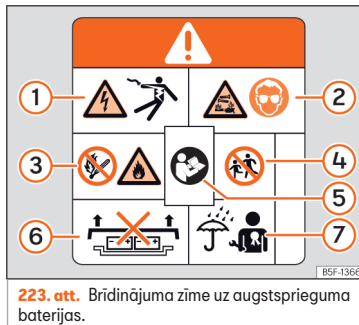 1
2
3
4
5
6
7
B5F-1366
223. att. Brīdinājuma zīme uz augstsprieguma
baterijas.